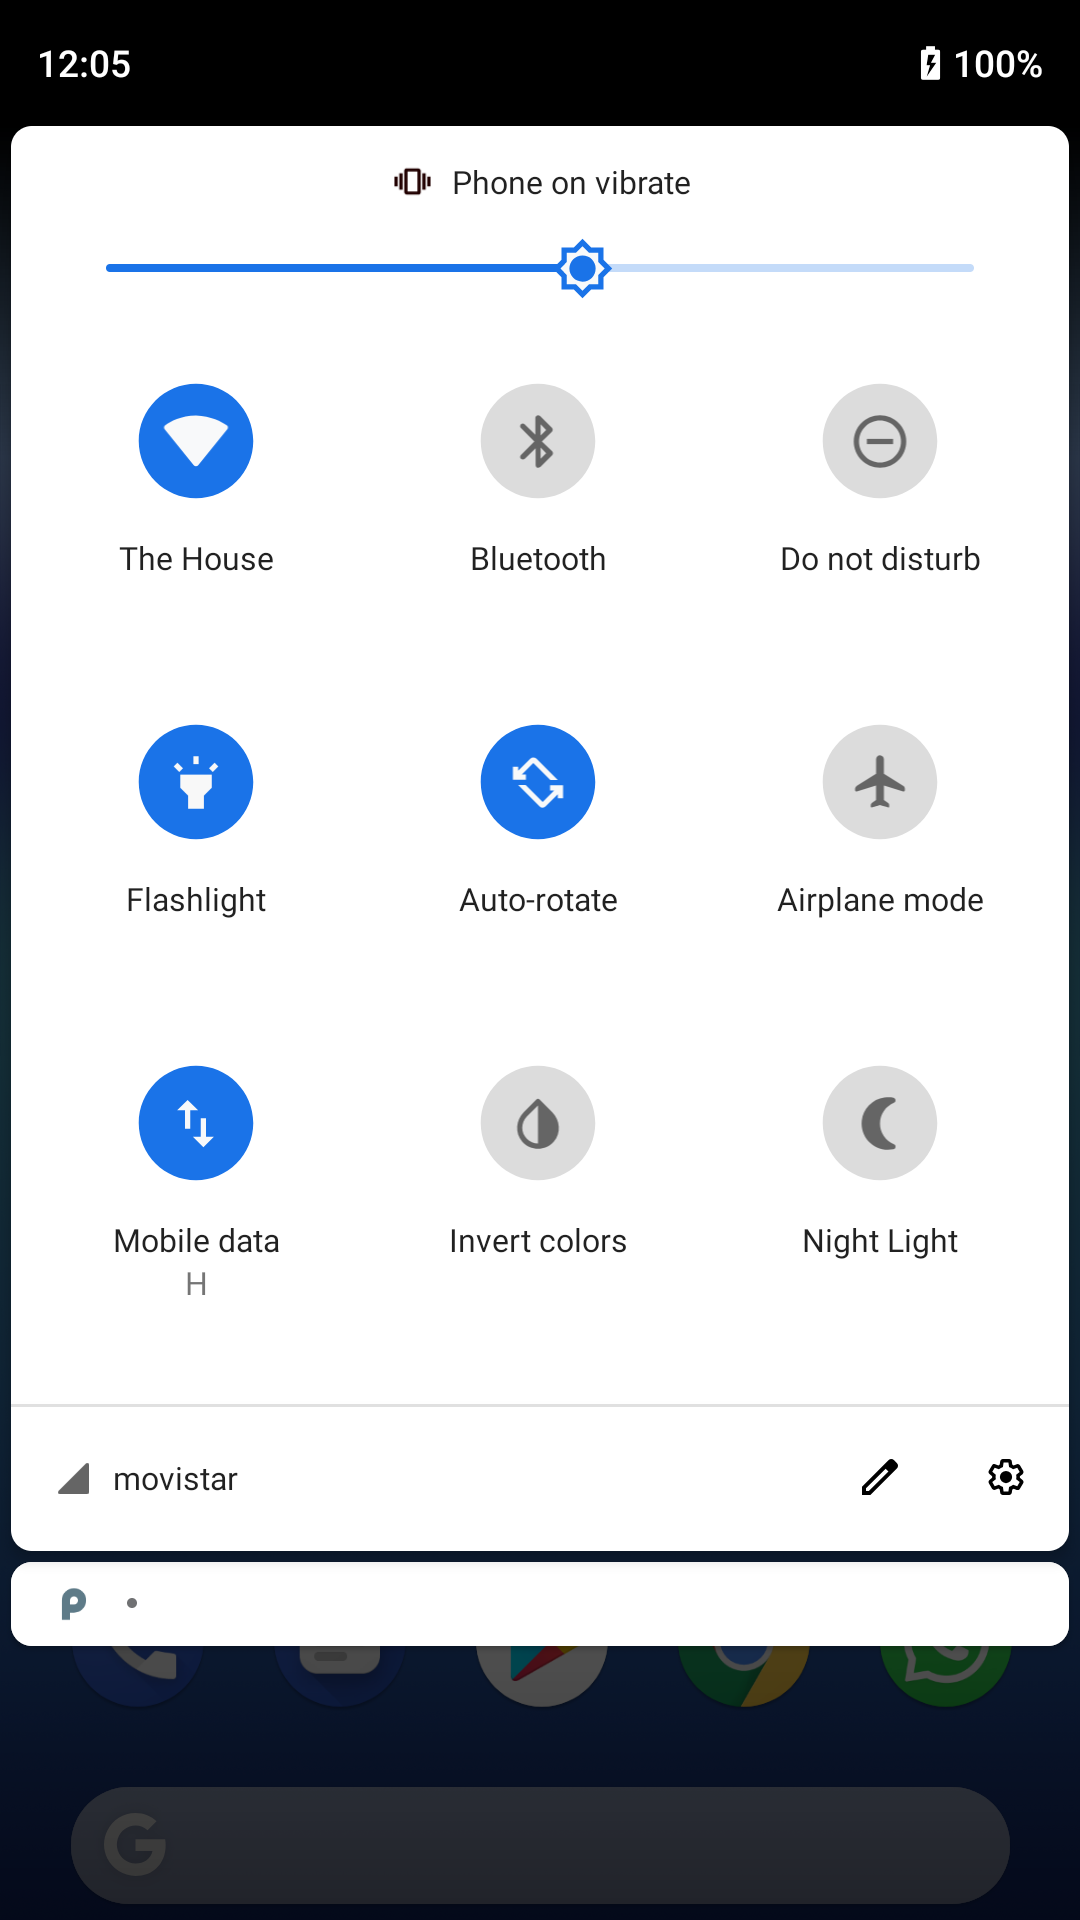 12:05
100%
Phone on vibrate
The House
Bluetooth
Do not disturb
Flashlight
Auto-rotate
Airplane mode
Mobile data
H
Invert colors
Night Light
movistar